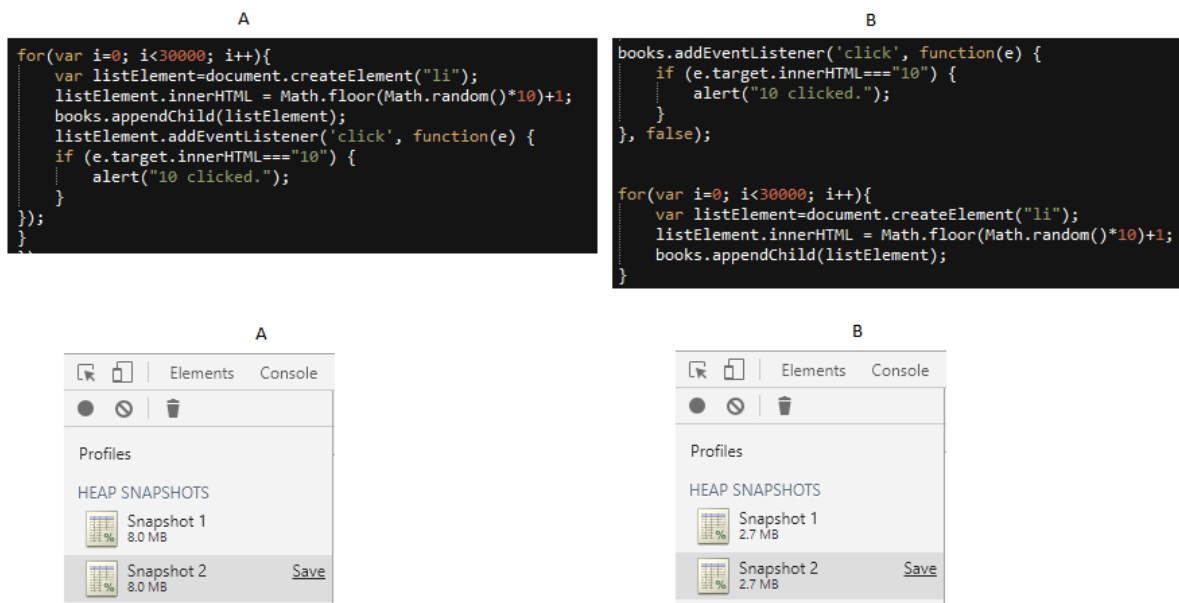 A
for(var i=0; i<30000; i++){
var listElement=document.createElement("li");
listElement.innerHTML = Math.floor(Math.random()*10)+1;
books.appendChild(listElement);
listElement.addEventListener('click', function(e) {
if (e.target.innerHTML==="10") {
alert("10 clicked.");
}
});
}
B
books.addEventListener('click', function(e) {
if (e.target.innerHTML==="10") {
alert("10 clicked.");
}
}, false);
for(var i=0; i<30000; i++){
var listElement=document.createElement("li");
listElement.innerHTML = Math.floor(Math.random()*10)+1;
books.appendChild(listElement);
}
A
Elements Console
Profiles
HEAP SNAPSHOTS
Snapshot 1
8.0 MB
Snapshot 2 Save
8.0 MB
B
Elements Console
Profiles
HEAP SNAPSHOTS
Snapshot 1
2.7 MB
Snapshot 2 Save
2.7 MB